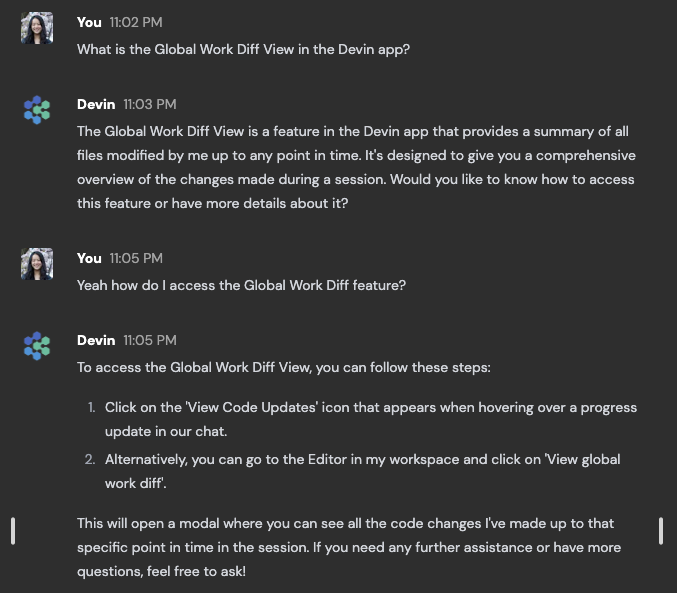 You 11:02 PM
What is the Global Work Diff View in the Devin app?
Devin 11:03 PM
The Global Work Diff View is a feature in the Devin app that provides a summary of all
files modified by me up to any point in time. It's designed to give you a comprehensive
overview of the changes made during a session. Would you like to know how to access
this feature or have more details about it?
You 11:05 PM
Yeah how do I access the Global Work Diff feature?
Devin 11:05 PM
To access the Global Work Diff View, you can follow these steps:
1. Click on the 'View Code Updates' icon that appears when hovering over a progress
update in our chat.
2. Alternatively, you can go to the Editor in my workspace and click on 'View global
work diff'.
This will open a modal where you can see all the code changes I've made up to that
specific point in time in the session. If you need any further assistance or have more
questions, feel free to ask!